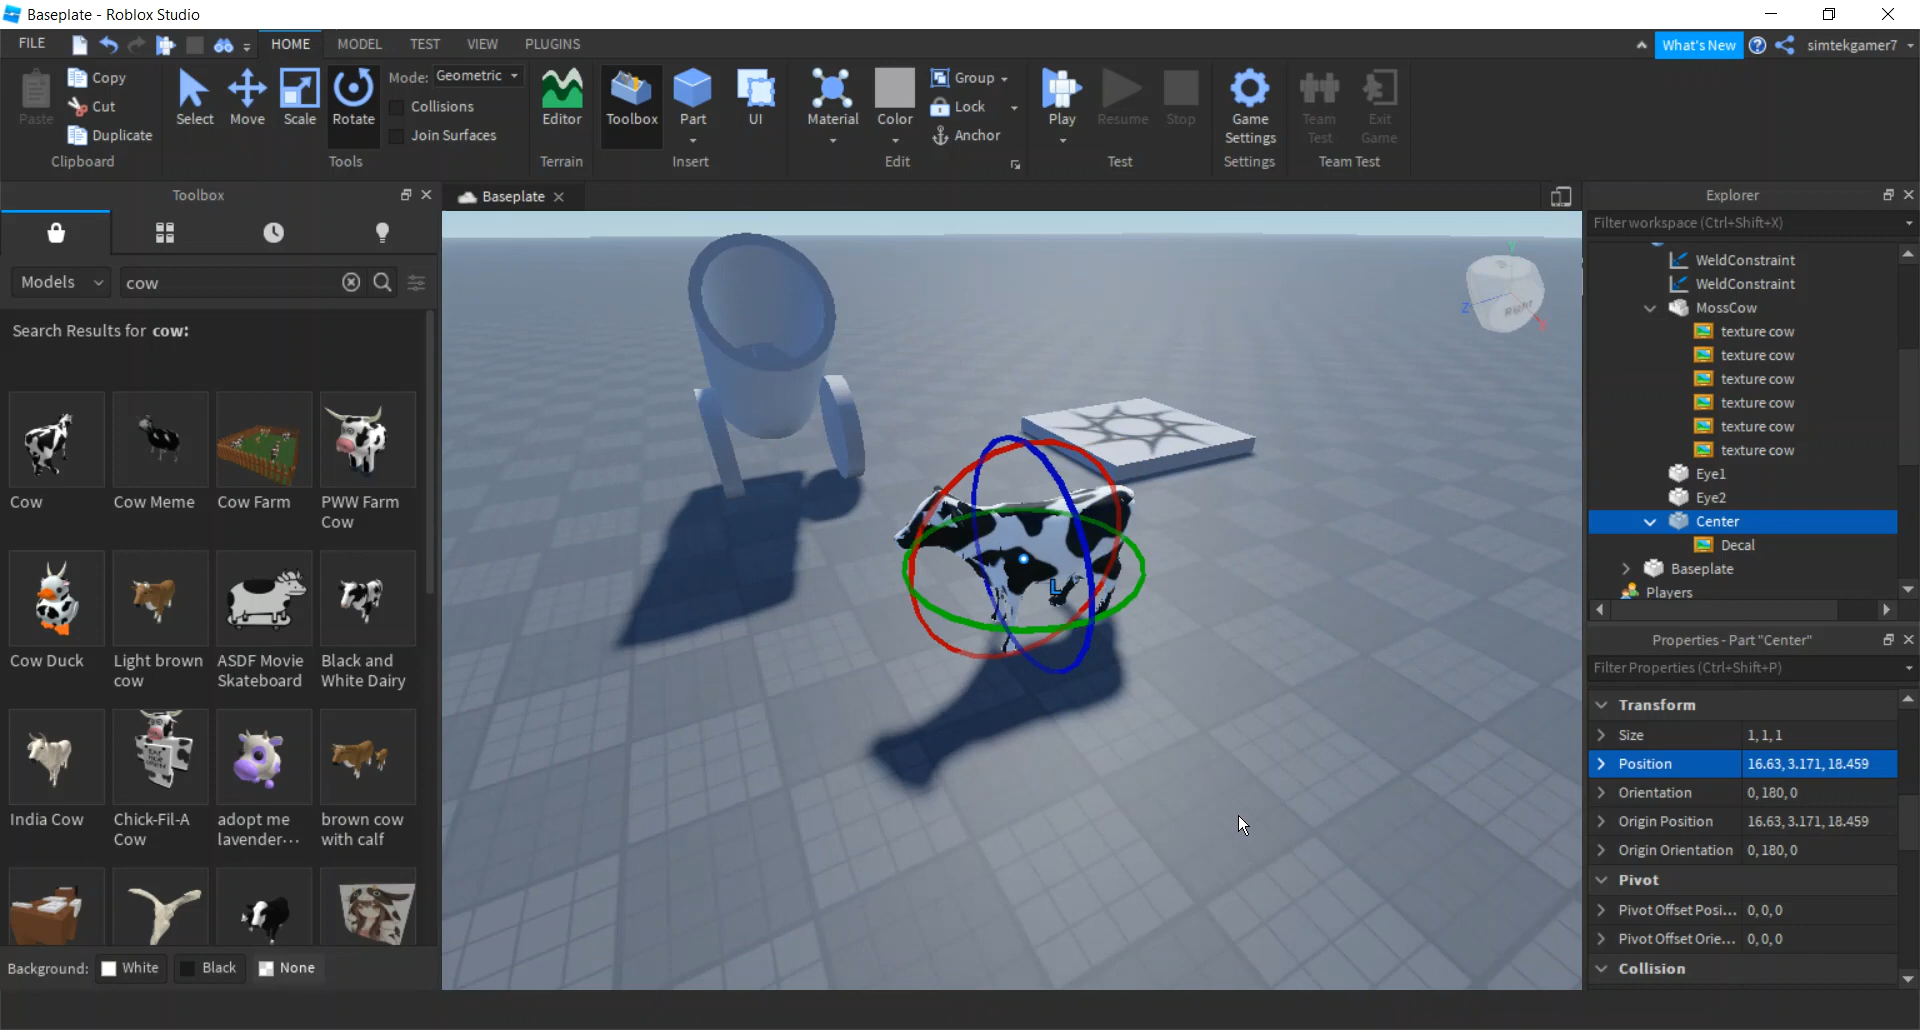 Baseplate - Roblox Studio
FILE HOME MODEL TEST VIEW PLUGINS What's New simtekgamer7
Paste Copy Cut Duplicate
Clipboard
Select Move Scale Rotate
Mode: Geometric
Collisions
Join Surfaces
Tools
Editor
Terrain
Toolbox Part UI
Insert
Material Color Group Lock Anchor
Edit
Play Resume Stop
Test
Game Settings
Settings
Team Test Exit Game
Team Test
Toolbox
Models cow
Search Results for cow:
Cow
Cow Meme
Cow Farm
PWW Farm
Cow
Cow Duck
Light brown
cow
ASDF Movie
Skateboard
Black and
White Dairy
India Cow
Chick-Fil-A
Cow
adopt me
lavender···
brown cow
with calf
Background: White Black None
Baseplate
RIGHT
Y
Z
X
L
Explorer
Filter workspace (Ctrl+Shift+X)
WeldConstraint
WeldConstraint
MossCow
texture cow
texture cow
texture cow
texture cow
texture cow
texture cow
Eye1
Eye2
Center
Decal
Baseplate
Players
Properties - Part "Center"
Filter Properties (Ctrl+Shift+P)
Transform
Size 1, 1, 1
Position 16.63, 3.171, 18.459
Orientation 0, 180, 0
Origin Position 16.63, 3.171, 18.459
Origin Orientation 0, 180, 0
Pivot
Pivot Offset Posi... 0, 0, 0
Pivot Offset Orie... 0, 0, 0
Collision